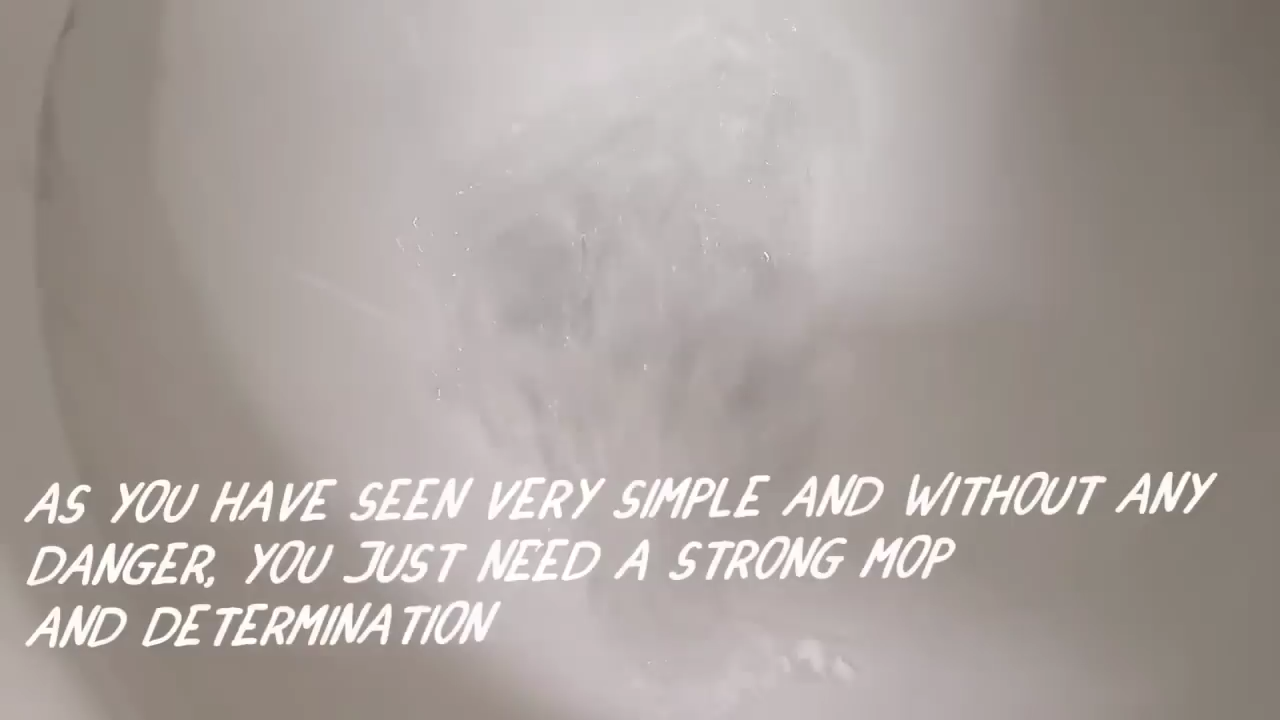 AS YOU HAVE SEEN VERY SIMPLE AND WITHOUT ANY
DANGER, YOU JUST NEED A STRONG MOP
AND DETERMINATION